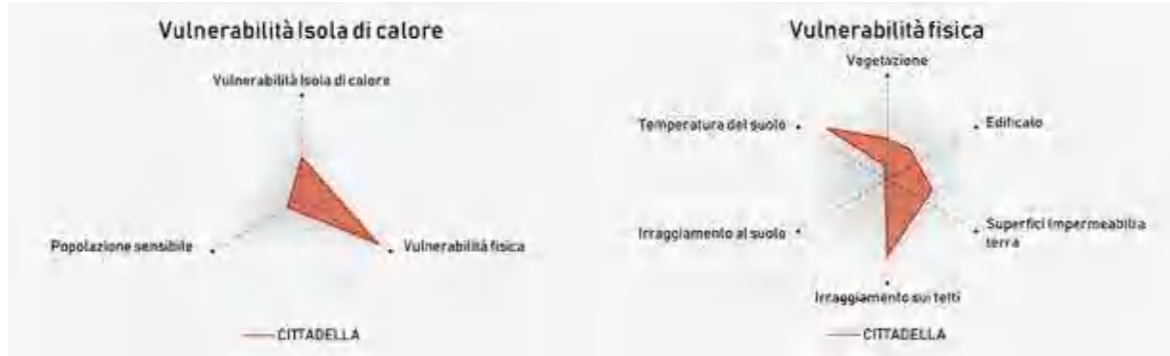 Vulnerabilità Isola di calore
Vulnerabilità Isola di calore
Popolazione sensibile
Vulnerabilità fisica
CITTADELLA
Vulnerabilità fisica
Vegetazione
Temperatura del suolo
Edificato
Irraggiamento al suolo
Superfici impermeabili a
terra
Irraggiamento sui tetti
CITTADELLA